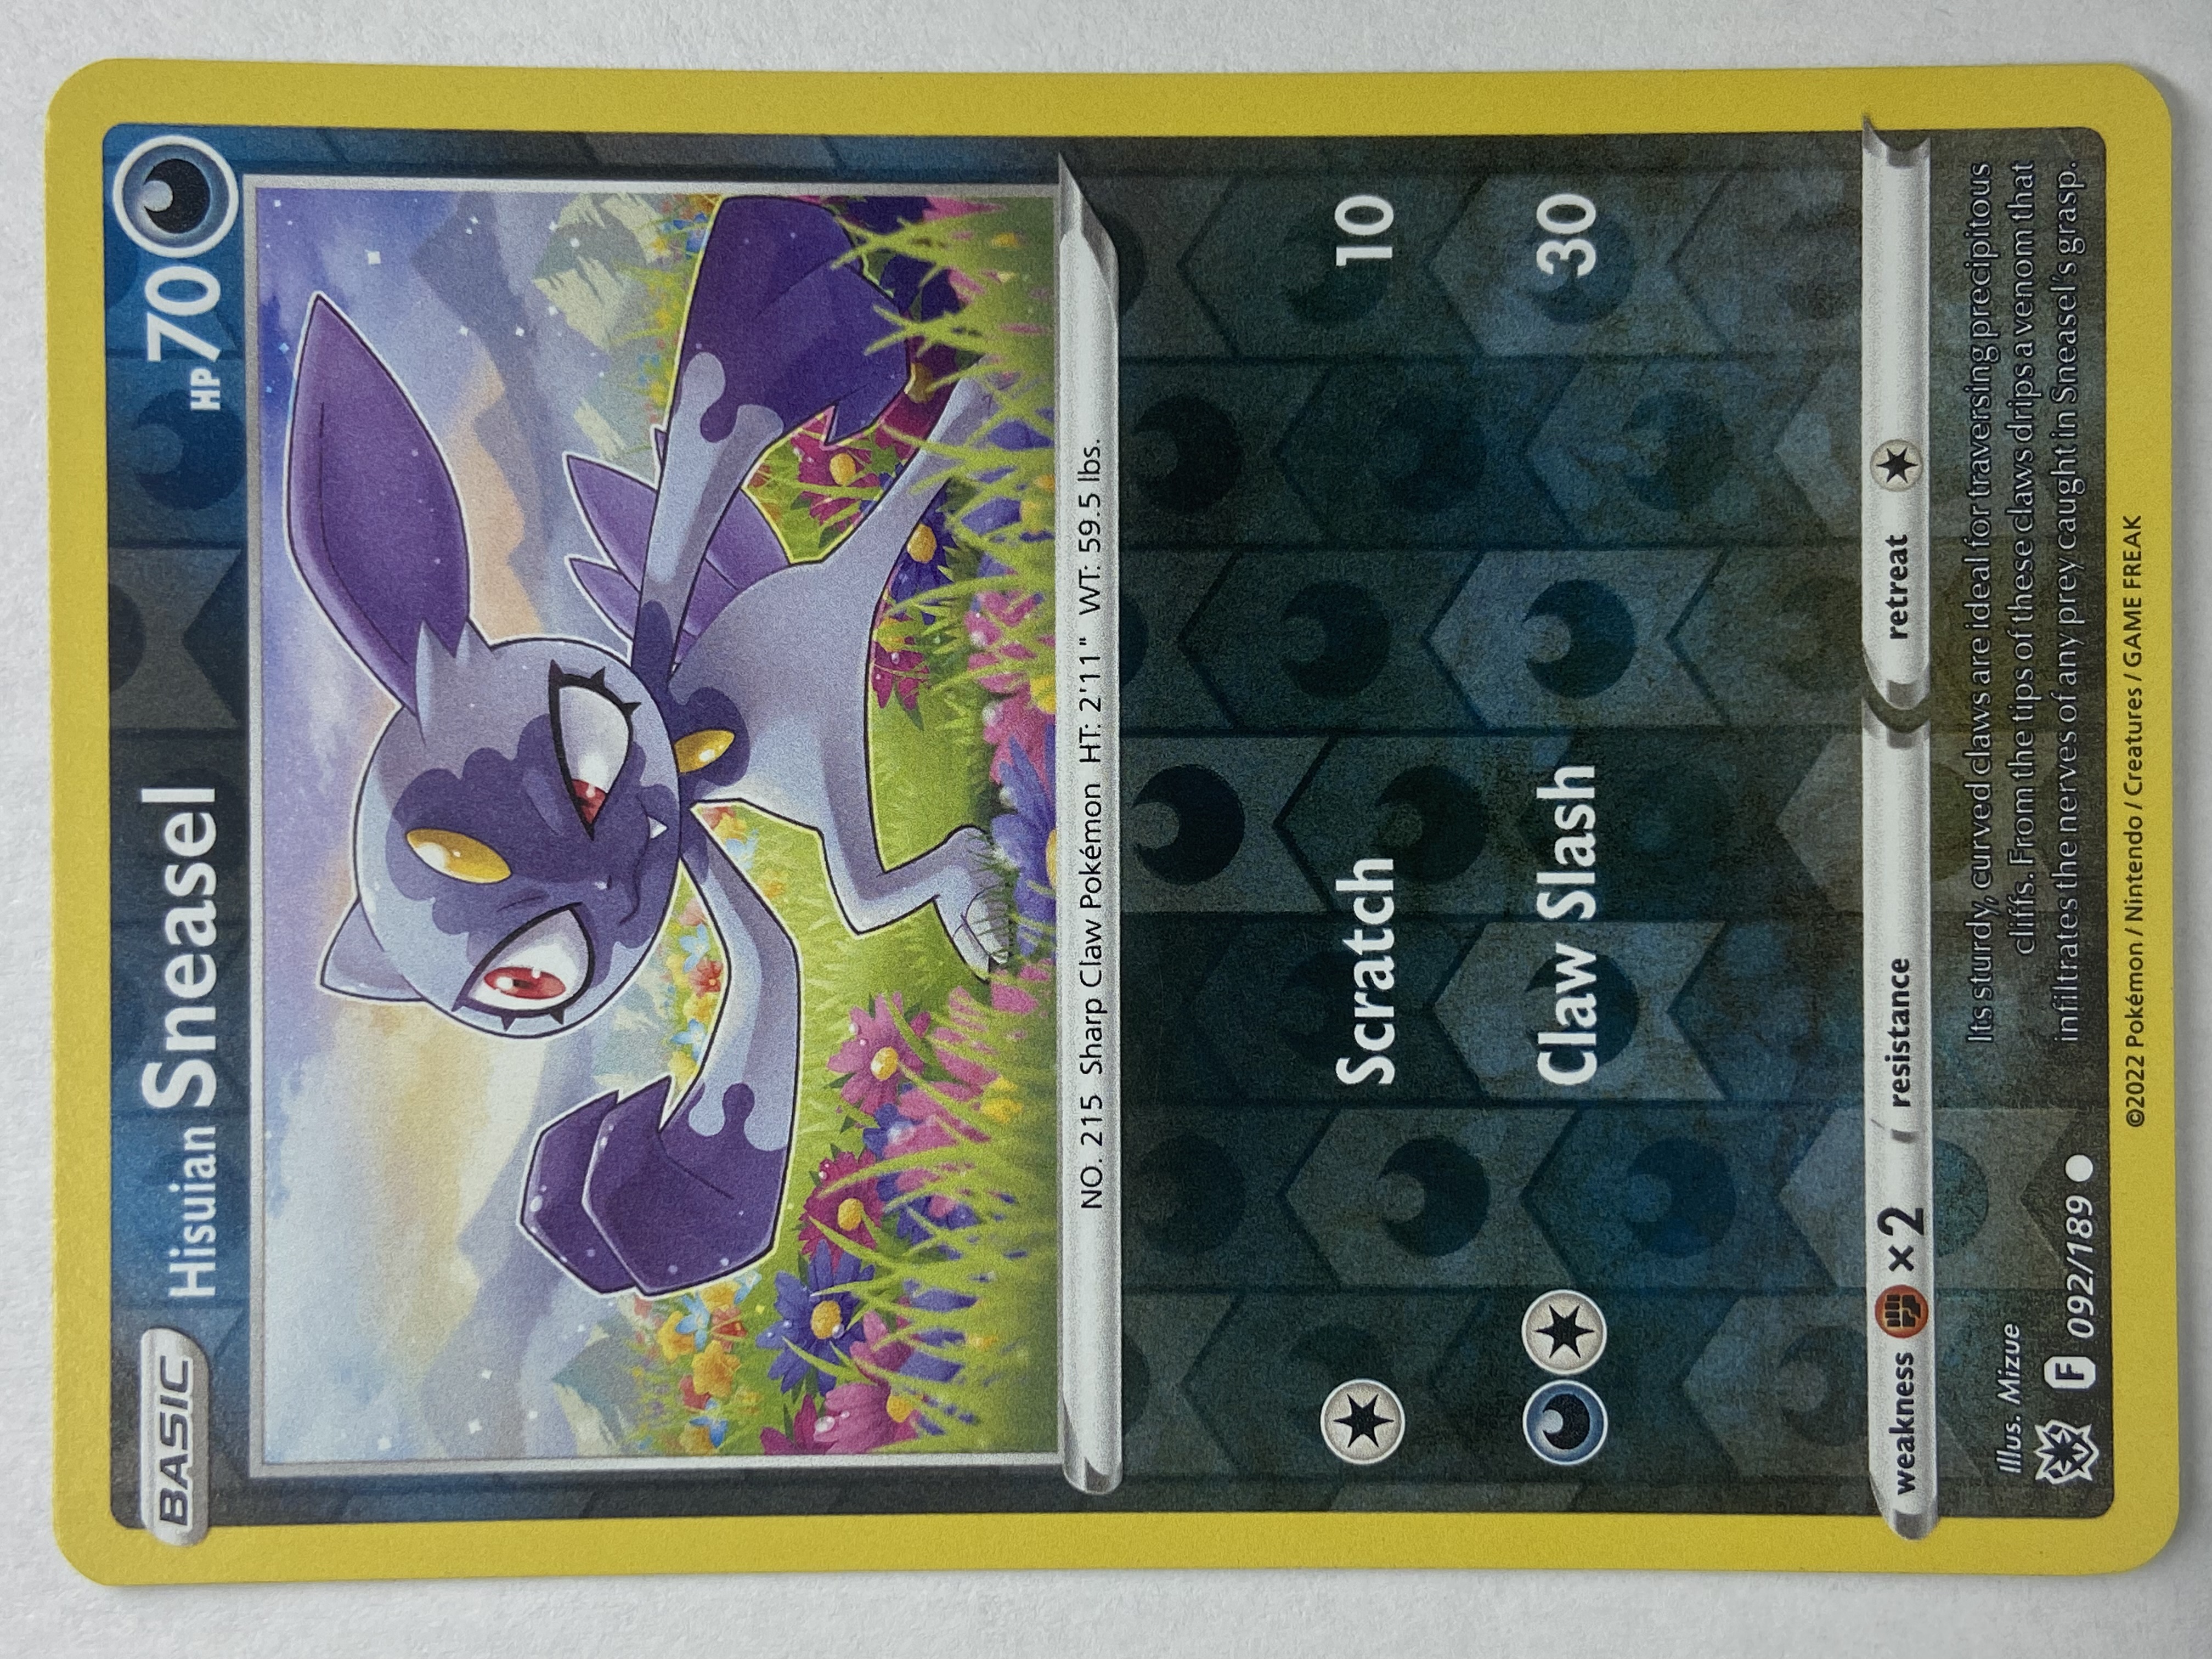 BASIC Hisuian Sneasel HP 70
NO. 215 Sharp Claw Pokémon HT: 2'11" WT: 59.5 lbs.
Scratch 10
Claw Slash 30
weakness ×2 resistance retreat
Its sturdy, curved claws are ideal for traversing precipitous
cliffs. From the tips of these claws drips a venom that
infiltrates the nerves of any prey caught in Sneasel's grasp.
Illus. Mizue
F 092/189
©2022 Pokémon / Nintendo / Creatures / GAME FREAK